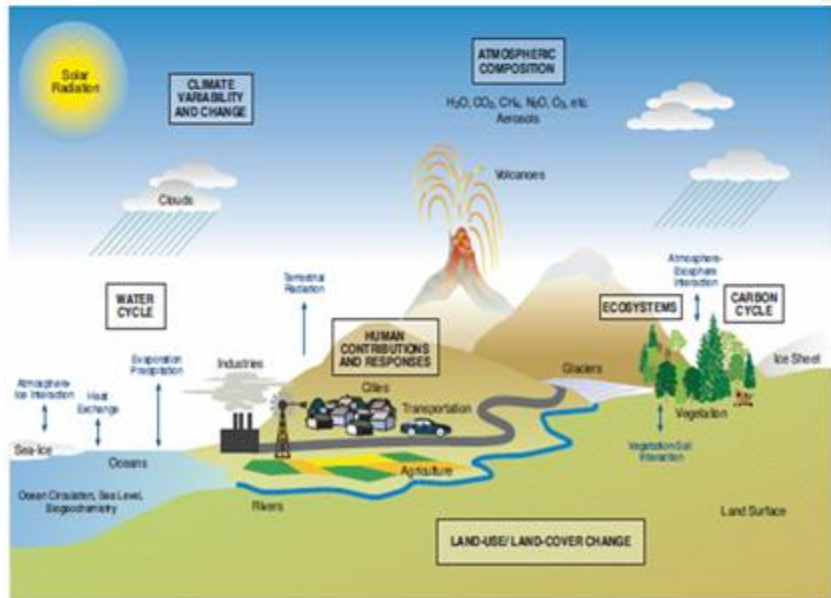 Solar
Radiation
CLIMATE
VARIABILITY
AND CHANGE
ATMOSPHERIC
COMPOSITION
H₂O, CO₂, CH₄, N₂O, O₃, etc.
Aerosols
Volcanoes
Clouds
Atmosphere-
Biosphere
Interaction
WATER
CYCLE
Terrestrial
Radiation
ECOSYSTEMS
CARBON
CYCLE
HUMAN
CONTRIBUTIONS
AND RESPONSES
Evaporation
Precipitation
Industries
Glaciers
Ice Sheet
Atmosphere-
Ice Interaction
Heat
Exchange
Cities
Transportation
Vegetation
Sea-Ice
Oceans
Vegetation-Soil
Interaction
Agriculture
Ocean Circulation, Sea Level,
Biogeochemistry
Rivers
Land Surface
LAND-USE/ LAND-COVER CHANGE